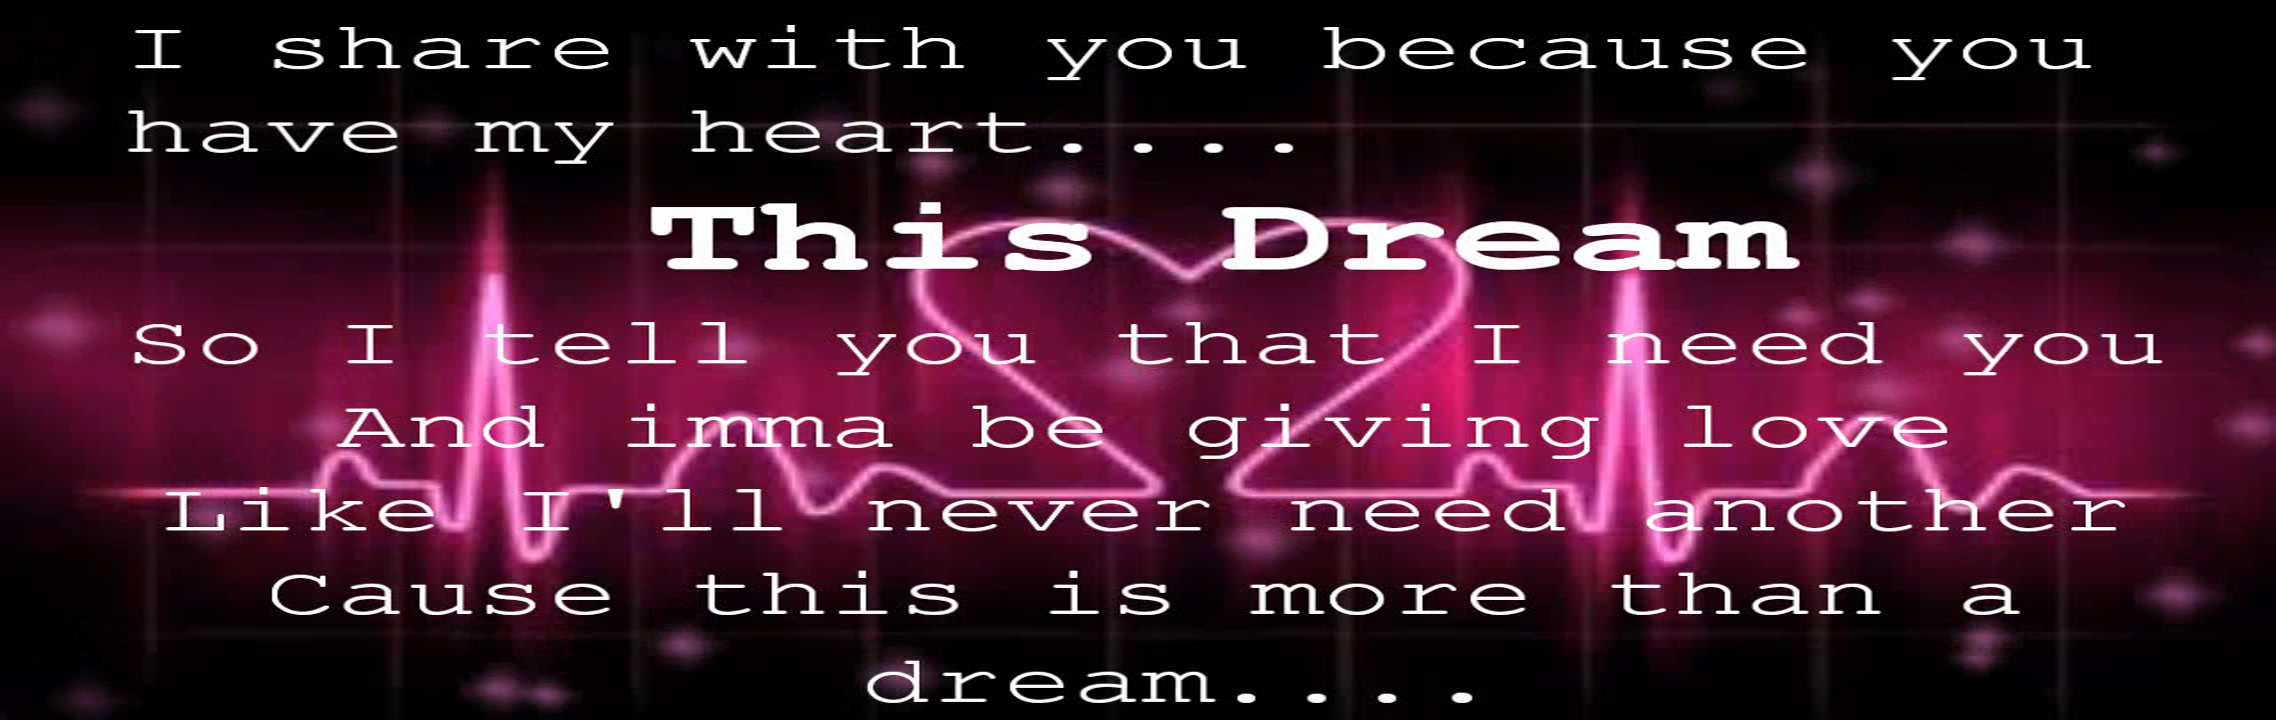 I share with you because you
have my heart....
This Dream
So I tell you that I need you
And imma be giving love
Like I'll never need another
Cause this is more than a
dream....